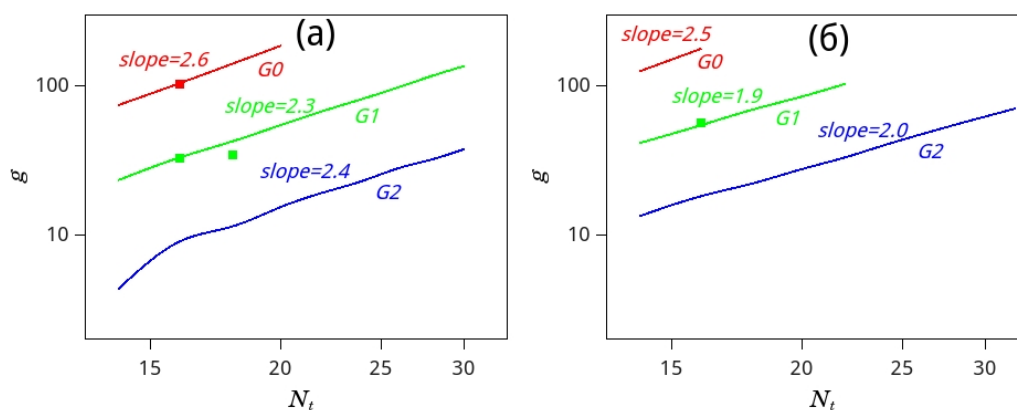 (а)
slope=2.6
G0
100
slope=2.3
G1
slope=2.4
G2
g
10
15
20
25
30
N_t
(б)
slope=2.5
G0
100
slope=1.9
G1
slope=2.0
G2
g
10
15
20
25
30
N_t